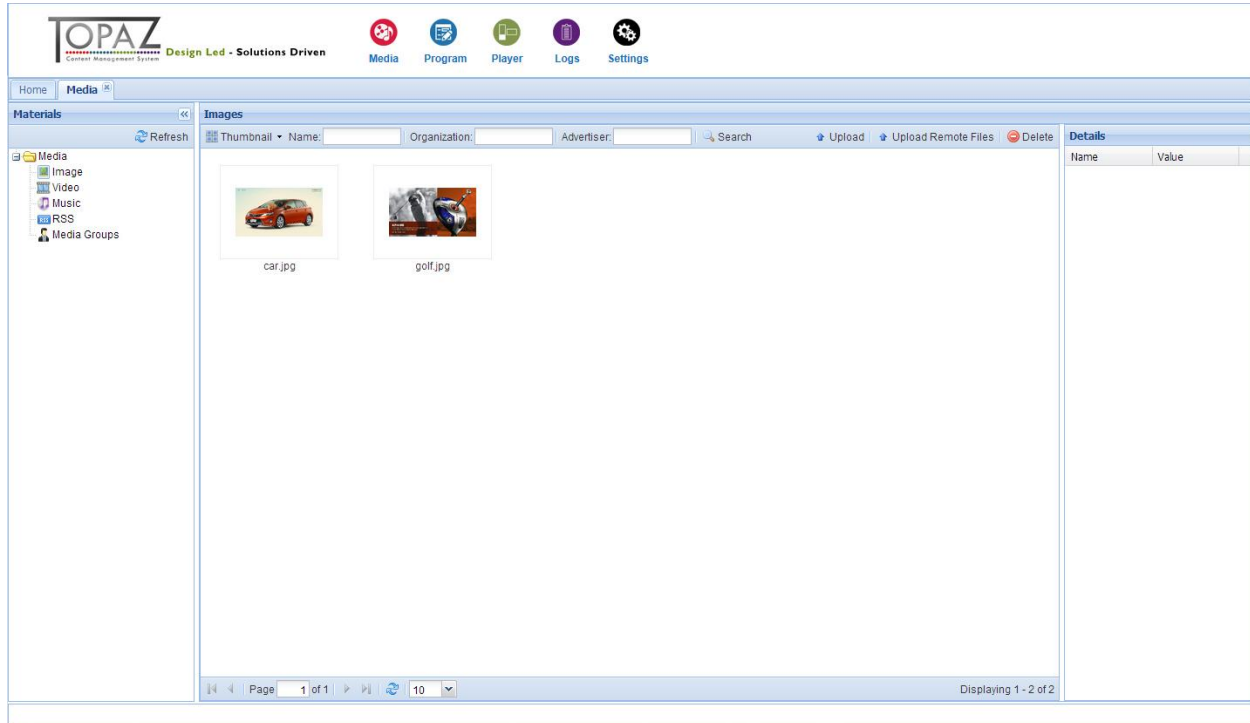 TOPAZ
Content Management System
Design Led - Solutions Driven
Media
Program
Player
Logs
Settings
Home
Media
Materials
Images
Refresh
Thumbnail
Name:
Organization:
Advertiser:
Search
Upload
Upload Remote Files
Delete
Details
Name
Value
Media
Image
Video
Music
RSS
Media Groups
car.jpg
golf.jpg
Page 1 of 1
10
Displaying 1 - 2 of 2